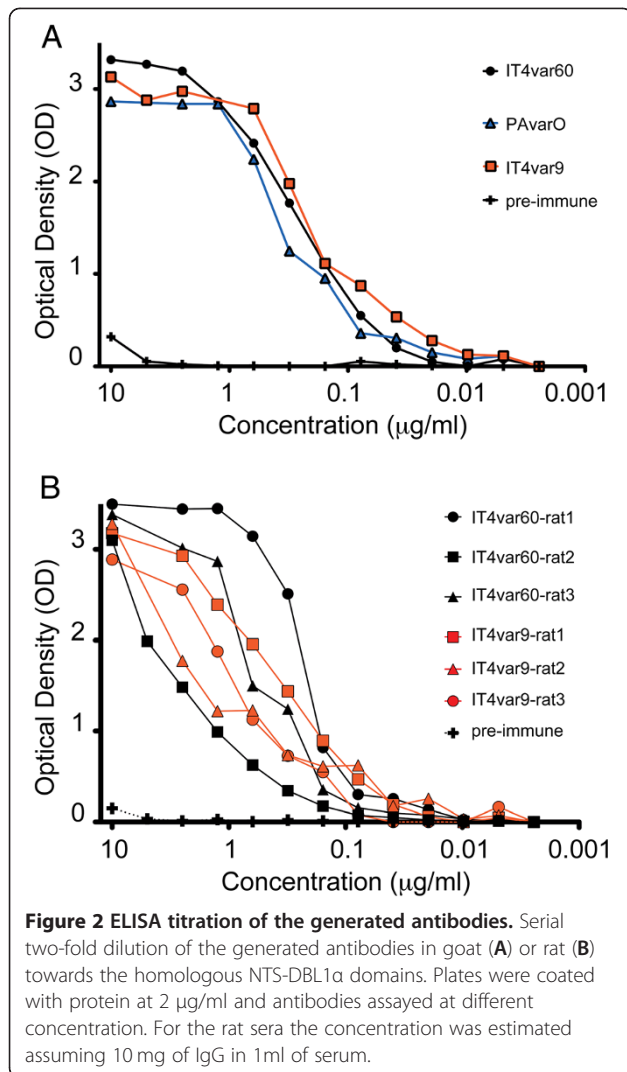 A
Optical Density (OD)
3
2
1
0
IT4var60
PAvarO
IT4var9
pre-immune
10
1
0.1
0.01
0.001
Concentration (µg/ml)
B
Optical Density (OD)
3
2
1
0
IT4var60-rat1
IT4var60-rat2
IT4var60-rat3
IT4var9-rat1
IT4var9-rat2
IT4var9-rat3
pre-immune
10
1
0.1
0.01
0.001
Concentration (µg/ml)
Figure 2 ELISA titration of the generated antibodies. Serial
two-fold dilution of the generated antibodies in goat (A) or rat (B)
towards the homologous NTS-DBL1α domains. Plates were coated
with protein at 2 µg/ml and antibodies assayed at different
concentration. For the rat sera the concentration was estimated
assuming 10 mg of IgG in 1ml of serum.